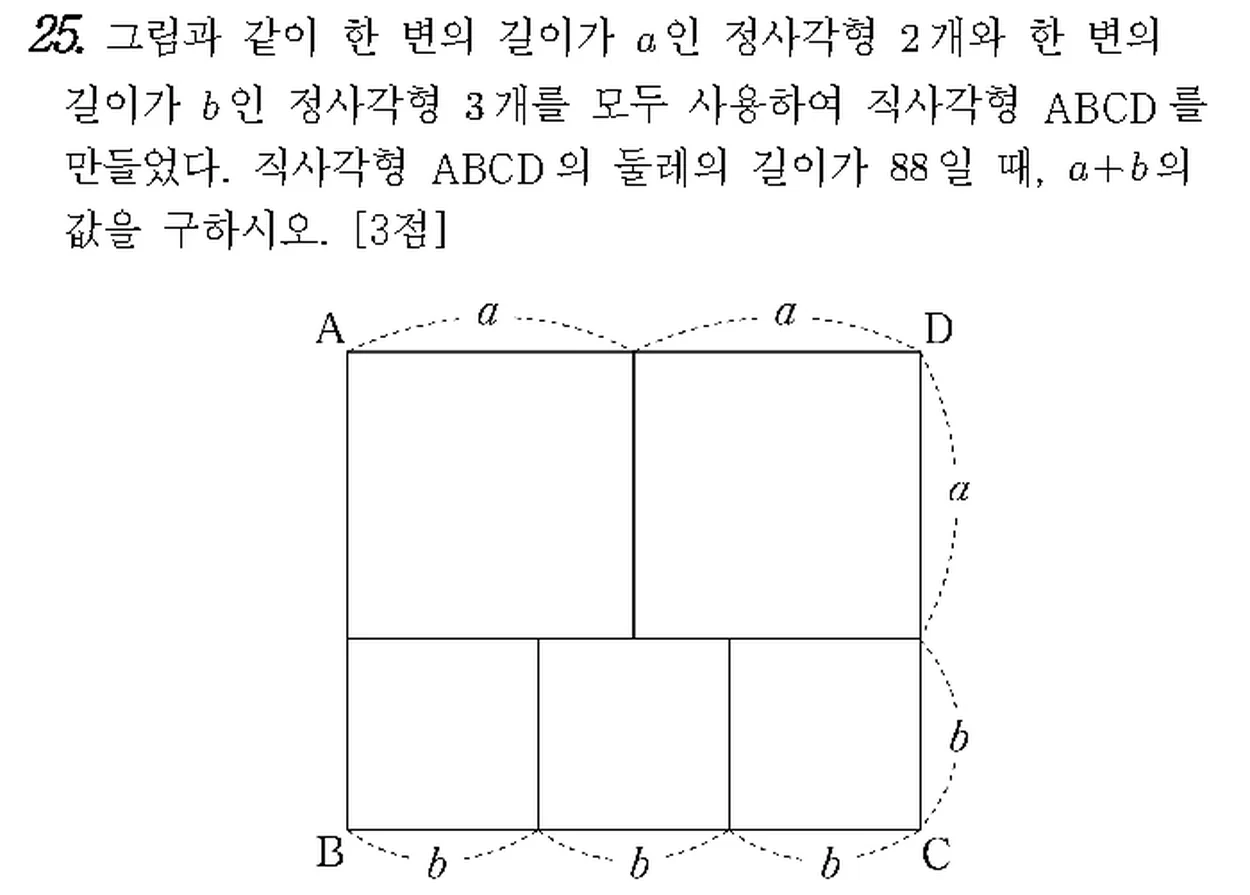 25. 그림과 같이 한 변의 길이가 a인 정사각형 2개와 한 변의
길이가 b인 정사각형 3개를 모두 사용하여 직사각형 ABCD를
만들었다. 직사각형 ABCD의 둘레의 길이가 88일 때, a+b의
값을 구하시오. [3점]
a a
A D
a
b
B C
b b b